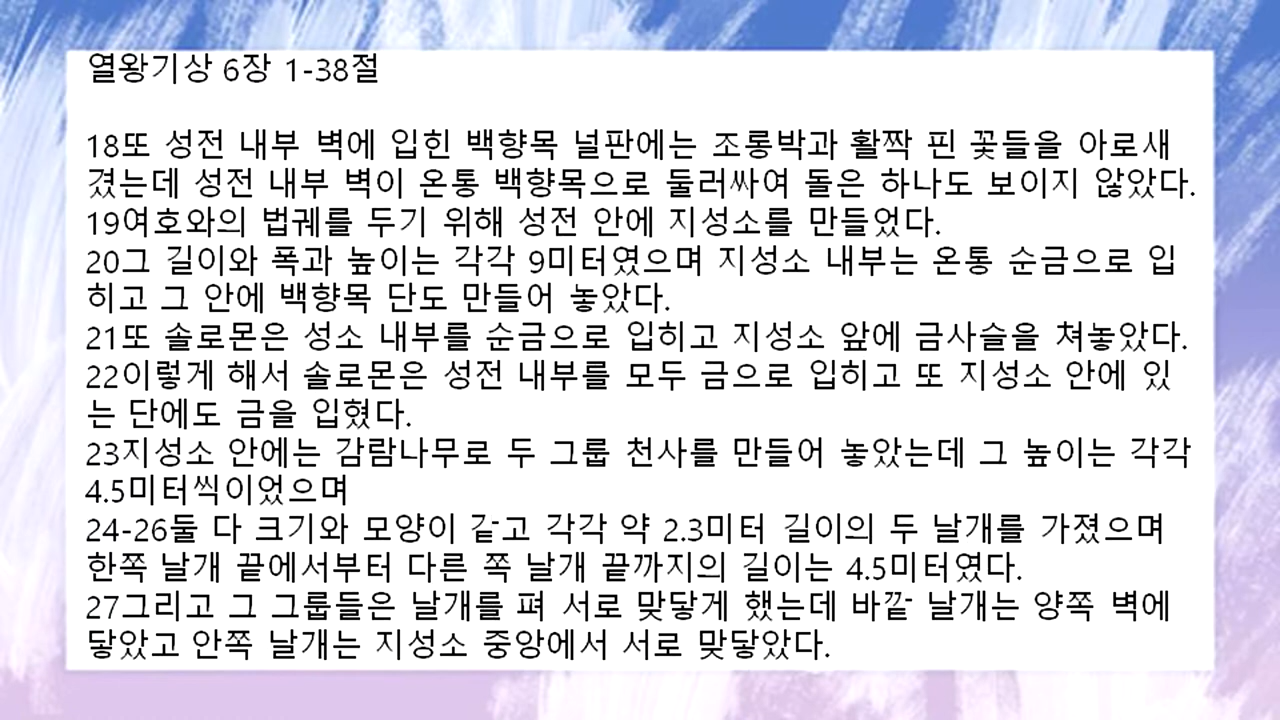 열왕기상 6장 1-38절
18또 성전 내부 벽에 입힌 백향목 널판에는 조롱박과 활짝 핀 꽃들을 아로새
겼는데 성전 내부 벽이 온통 백향목으로 둘러싸여 돌은 하나도 보이지 않았다.
19여호와의 법궤를 두기 위해 성전 안에 지성소를 만들었다.
20그 길이와 폭과 높이는 각각 9미터였으며 지성소 내부는 온통 순금으로 입
히고 그 안에 백향목 단도 만들어 놓았다.
21또 솔로몬은 성소 내부를 순금으로 입히고 지성소 앞에 금사슬을 쳐놓았다.
22이렇게 해서 솔로몬은 성전 내부를 모두 금으로 입히고 또 지성소 안에 있
는 단에도 금을 입혔다.
23지성소 안에는 감람나무로 두 그룹 천사를 만들어 놓았는데 그 높이는 각각
4.5미터씩이었으며
24-26둘 다 크기와 모양이 같고 각각 약 2.3미터 길이의 두 날개를 가졌으며
한쪽 날개 끝에서부터 다른 쪽 날개 끝까지의 길이는 4.5미터였다.
27그리고 그 그룹들은 날개를 펴 서로 맞닿게 했는데 바깥 날개는 양쪽 벽에
닿았고 안쪽 날개는 지성소 중앙에서 서로 맞닿았다.